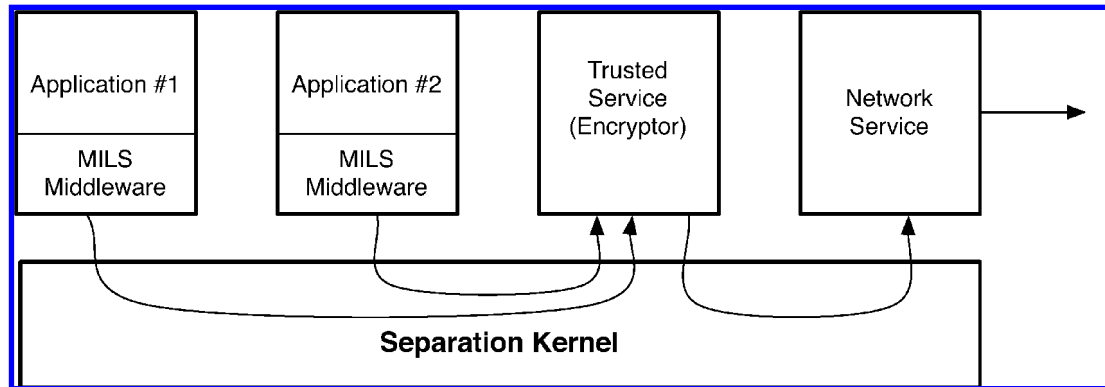 Application #1
MILS
Middleware
Application #2
MILS
Middleware
Trusted
Service
(Encryptor)
Network
Service
Separation Kernel